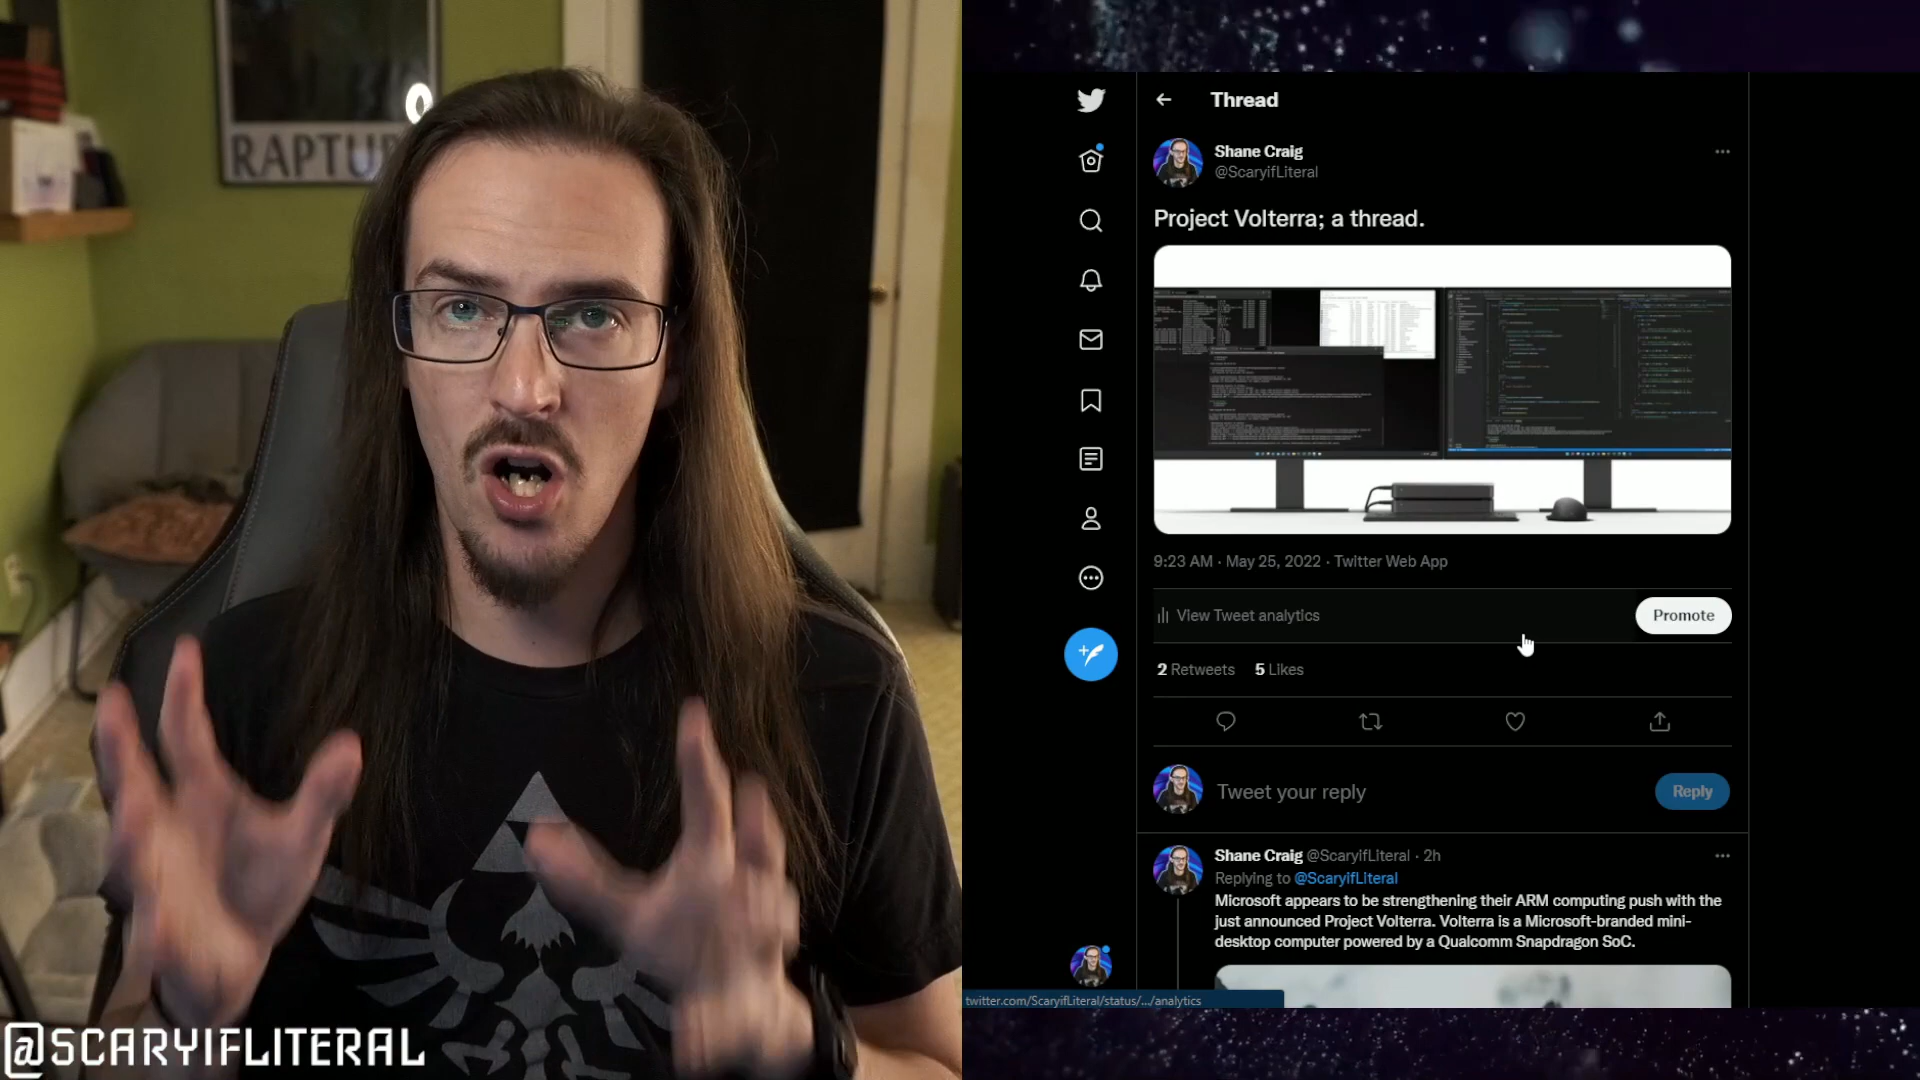 RAPTU
@SCARYIFLITERAL
Thread
Shane Craig
@ScaryifLiteral
Project Volterra; a thread.
9:23 AM · May 25, 2022 · Twitter Web App
View Tweet analytics
Promote
2 Retweets 5 Likes
Tweet your reply
Reply
Shane Craig @ScaryifLiteral · 2h
Replying to @ScaryifLiteral
Microsoft appears to be strengthening their ARM computing push with the
just announced Project Volterra. Volterra is a Microsoft-branded mini-
desktop computer powered by a Qualcomm Snapdragon SoC.
twitter.com/ScaryifLiteral/status/.../analytics